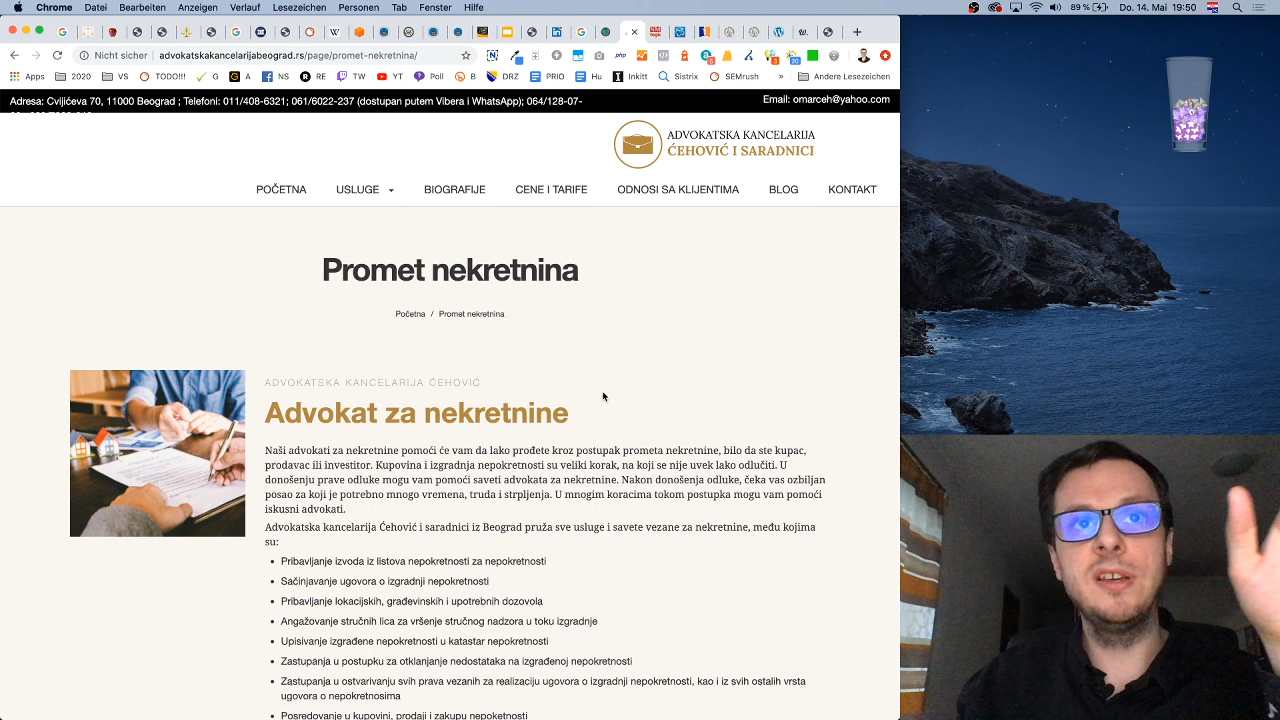 Chrome Datei Bearbeiten Anzeigen Verlauf Lesezeichen Personen Tab Fenster Hilfe 89 % Do. 14. Mai 19:50
Nicht sicher | advokatskakancelarijabeograd.rs/page/promet-nekretnina/
Apps 2020 VS TODO!!! G A NS RE TW YT Poll B DRZ PRIO Hu Inkitt Sistrix SEMrush » Andere Lesezeichen
Adresa: Cvijićeva 70, 11000 Beograd ; Telefoni: 011/408-6321; 061/6022-237 (dostupan putem Vibera i WhatsApp); 064/128-07-
Email: omarceh@yahoo.com
ADVOKATSKA KANCELARIJA
ĆEHOVIĆ I SARADNICI
POČETNA USLUGE BIOGRAFIJE CENE I TARIFE ODNOSI SA KLIJENTIMA BLOG KONTAKT
Promet nekretnina
Početna / Promet nekretnina
ADVOKATSKA KANCELARIJA ĆEHOVIĆ
Advokat za nekretnine
Naši advokati za nekretnine pomoći će vam da lako prođete kroz postupak prometa nekretnine, bilo da ste kupac,
prodavac ili investitor. Kupovina i izgradnja nepokretnosti su veliki korak, na koji se nije uvek lako odlučiti. U
donošenju prave odluke mogu vam pomoći saveti advokata za nekretnine. Nakon donošenja odluke, čeka vas ozbiljan
posao za koji je potrebno mnogo vremena, truda i strpljenja. U mnogim koracima tokom postupka mogu vam pomoći
iskusni advokati.
Advokatska kancelarija Ćehović i saradnici iz Beograd pruža sve usluge i savete vezane za nekretnine, među kojima
su:
• Pribavljanje izvoda iz listova nepokretnosti za nepokretnosti
• Sačinjavanje ugovora o izgradnji nepokretnosti
• Pribavljanje lokacijskih, građevinskih i upotrebnih dozovola
• Angažovanje stručnih lica za vršenje stručnog nadzora u toku izgradnje
• Upisivanje izgrađene nepokretnosti u katastar nepokretnosti
• Zastupanja u postupku za otklanjanje nedostataka na izgrađenoj nepokretnosti
• Zastupanja u ostvarivanju svih prava vezanih za realizaciju ugovora o izgradnji nepokretnosti, kao i iz svih ostalih vrsta
ugovora o nepokretnosima
• Posredovanje u kupovini, prodaji i zakupu nepoketnosti